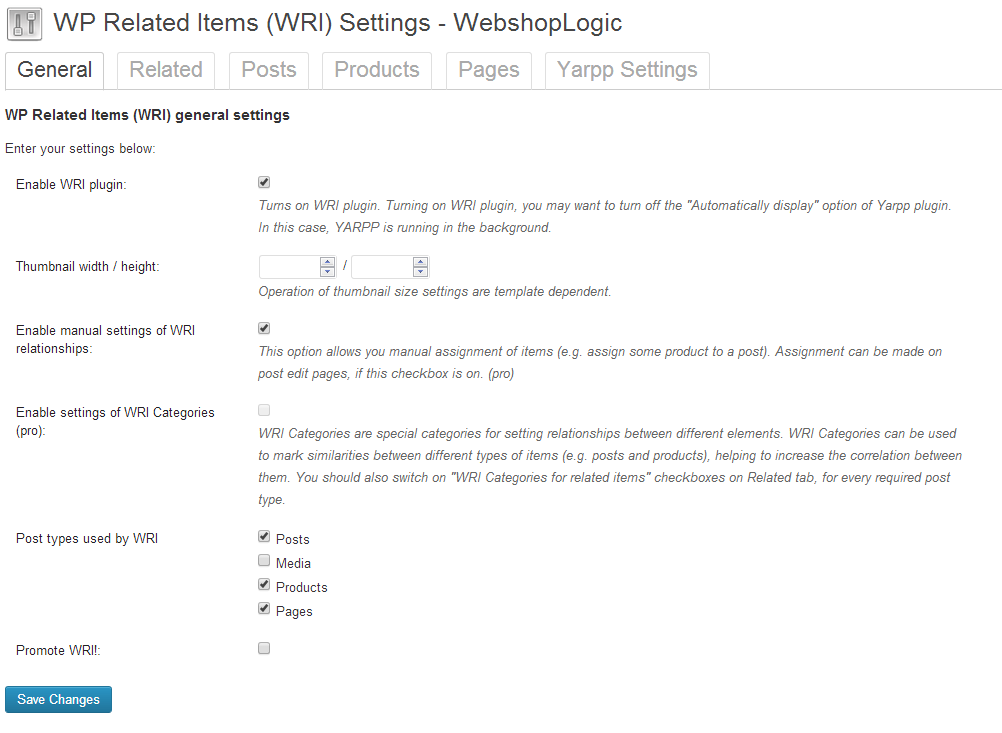 WP Related Items (WRI) Settings - WebshopLogic
General Related Posts Products Pages Yarpp Settings
WP Related Items (WRI) general settings
Enter your settings below:
Enable WRI plugin:
Turns on WRI plugin. Turning on WRI plugin, you may want to turn off the "Automatically display" option of Yarpp plugin.
In this case, YARPP is running in the background.
Thumbnail width / height:
/
Operation of thumbnail size settings are template dependent.
Enable manual settings of WRI
relationships:
This option allows you manual assignment of items (e.g. assign some product to a post). Assignment can be made on
post edit pages, if this checkbox is on. (pro)
Enable settings of WRI Categories
(pro):
WRI Categories are special categories for setting relationships between different elements. WRI Categories can be used
to mark similarities between different types of items (e.g. posts and products), helping to increase the correlation between
them. You should also switch on "WRI Categories for related items" checkboxes on Related tab, for every required post
type.
Post types used by WRI
Posts
Media
Products
Pages
Promote WRI!:
Save Changes